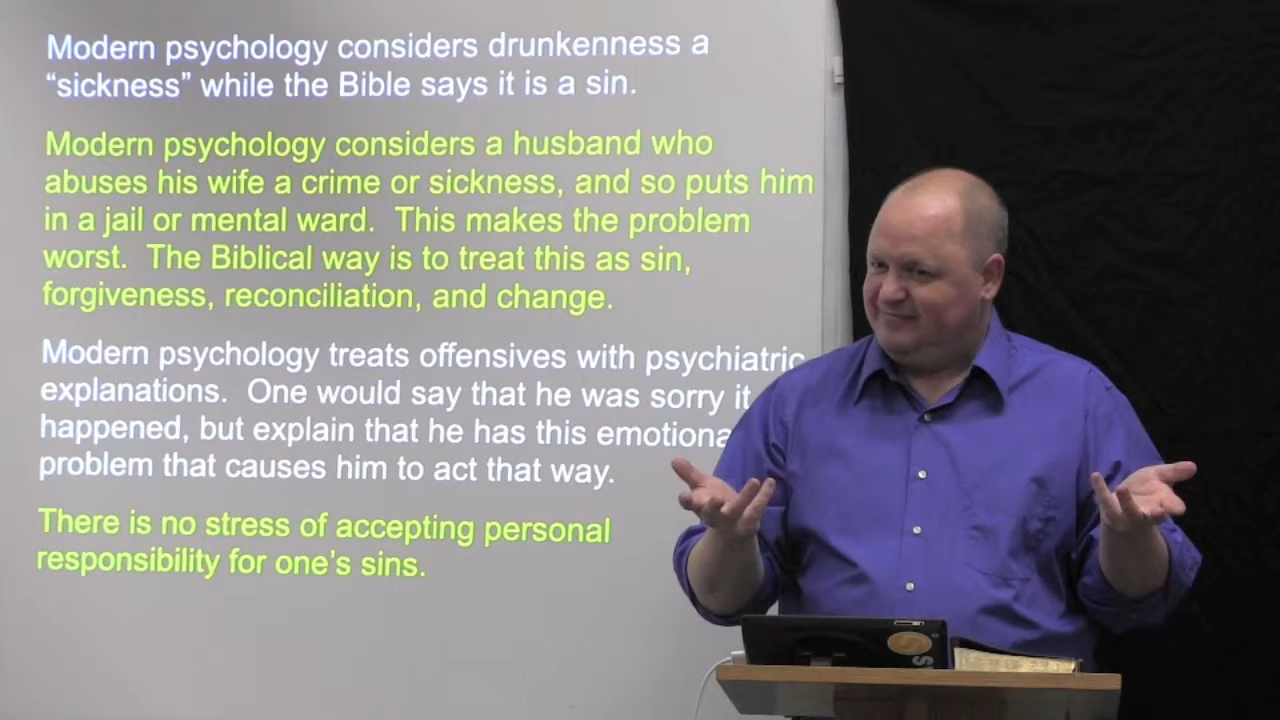 Modern psychology considers drunkenness a
“sickness” while the Bible says it is a sin.
Modern psychology considers a husband who
abuses his wife a crime or sickness, and so puts him
in a jail or mental ward.  This makes the problem
worst.  The Biblical way is to treat this as sin,
forgiveness, reconciliation, and change.
Modern psychology treats offensives with psychiatric
explanations.  One would say that he was sorry it
happened, but explain that he has this emotiona
problem that causes him to act that way.
There is no stress of accepting personal
responsibility for one’s sins.